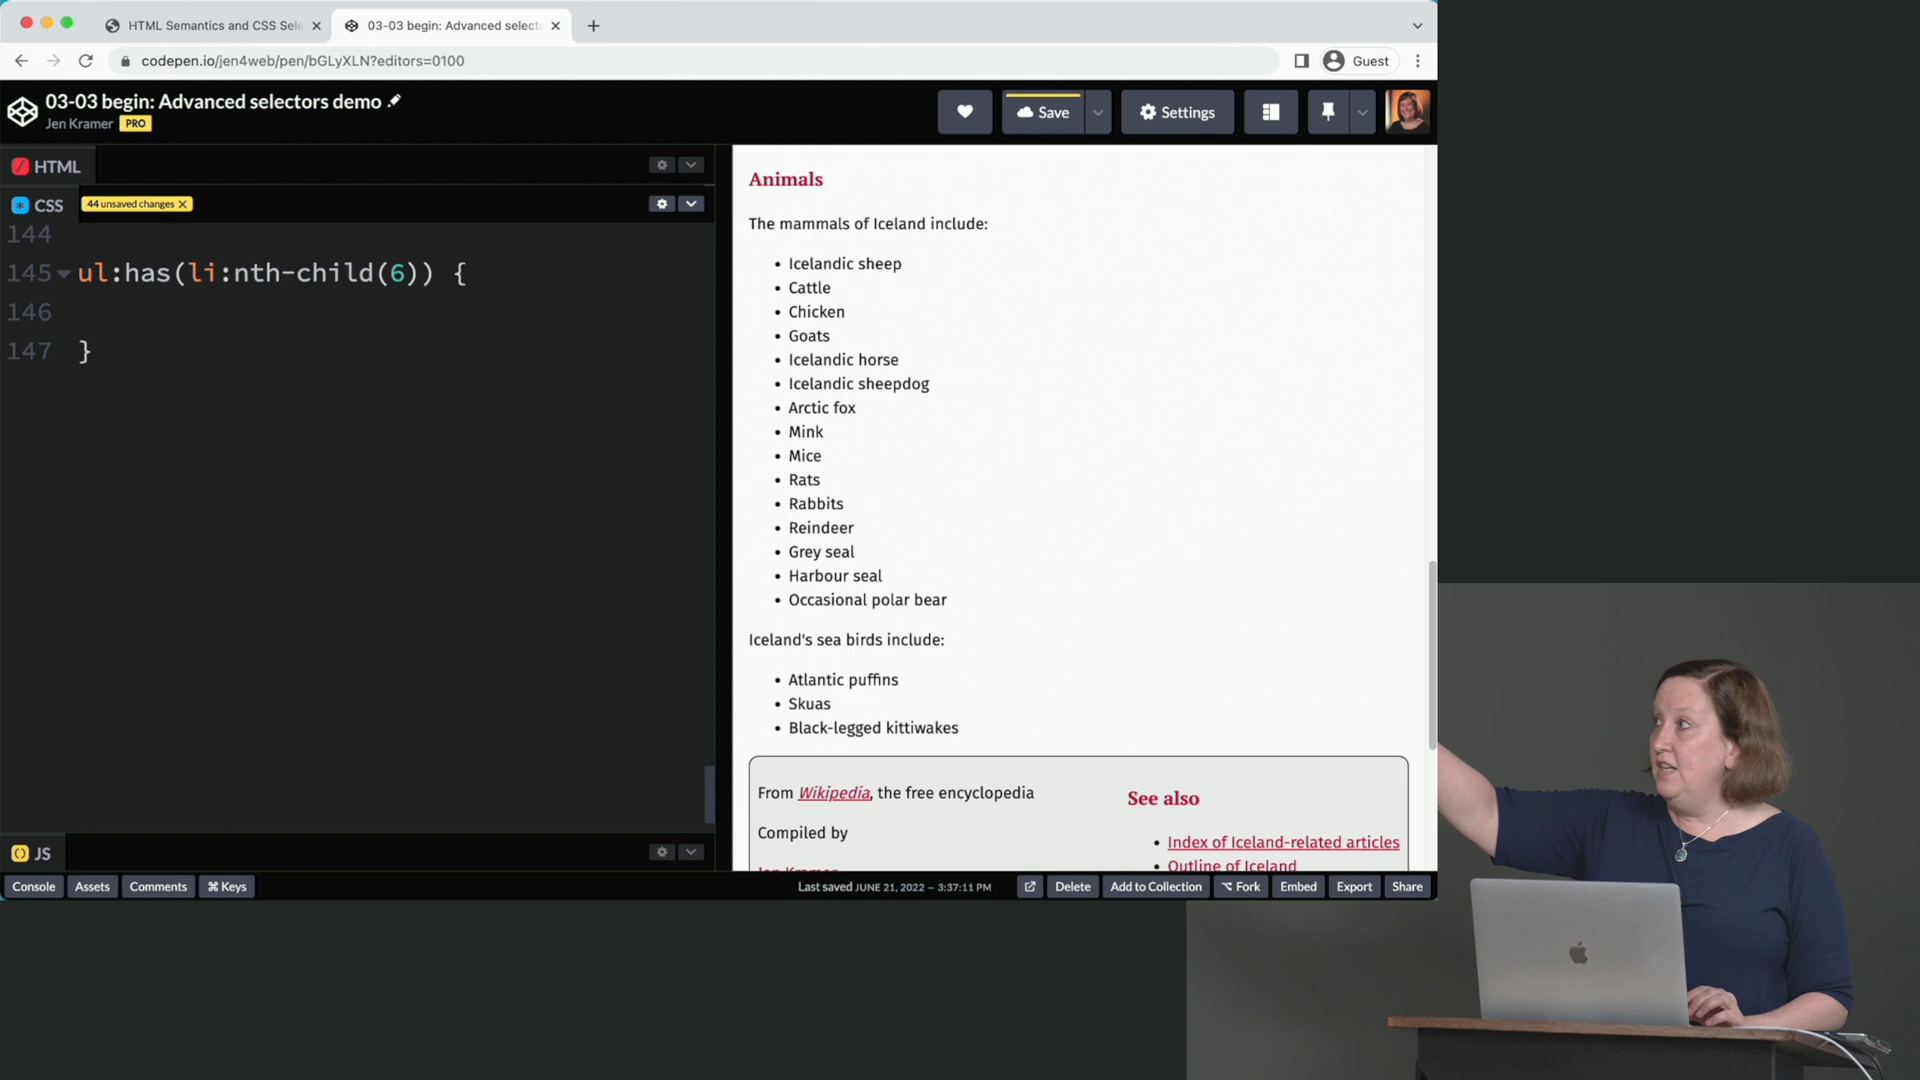 HTML Semantics and CSS Sele
03-03 begin: Advanced select
codepen.io/jen4web/pen/bGLyXLN?editors=0100
Guest
03-03 begin: Advanced selectors demo
Jen Kramer PRO
Save
Settings
HTML
CSS
44 unsaved changes
144
145 ul:has(li:nth-child(6)) {
146
147 }
JS
Animals
The mammals of Iceland include:
• Icelandic sheep
• Cattle
• Chicken
• Goats
• Icelandic horse
• Icelandic sheepdog
• Arctic fox
• Mink
• Mice
• Rats
• Rabbits
• Reindeer
• Grey seal
• Harbour seal
• Occasional polar bear
Iceland's sea birds include:
• Atlantic puffins
• Skuas
• Black-legged kittiwakes
From Wikipedia, the free encyclopedia
Compiled by
Jen Kramer
See also
• Index of Iceland-related articles
• Outline of Iceland
Console
Assets
Comments
⌘ Keys
Last saved JUNE 21, 2022 — 3:37:11 PM
Delete
Add to Collection
Fork
Embed
Export
Share